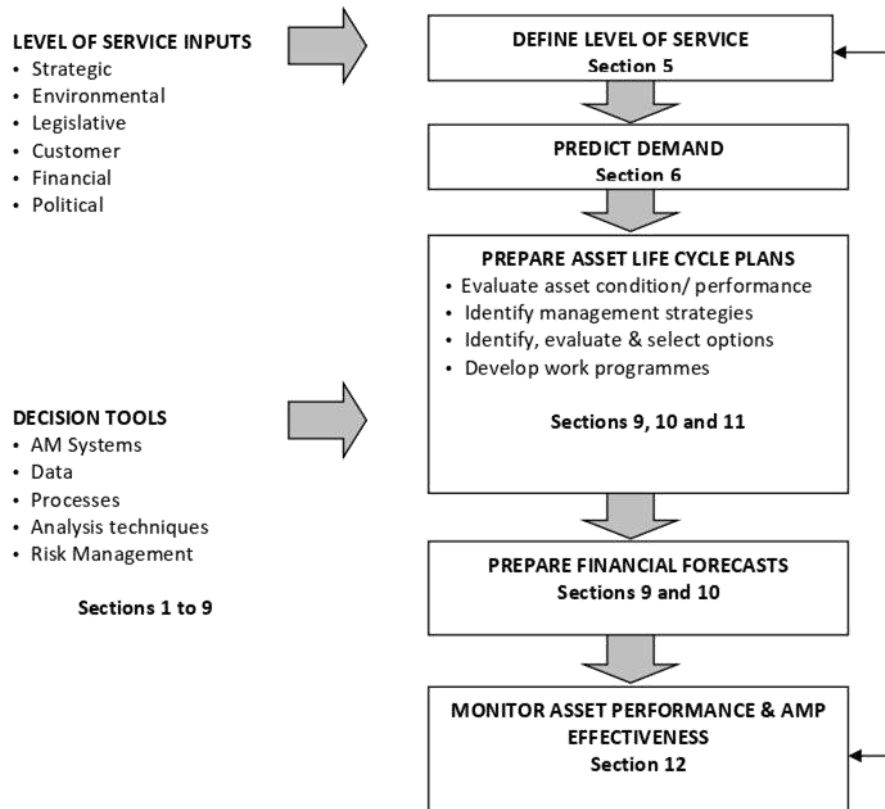 LEVEL OF SERVICE INPUTS
• Strategic
• Environmental
• Legislative
• Customer
• Financial
• Political
DEFINE LEVEL OF SERVICE
Section 5
PREDICT DEMAND
Section 6
PREPARE ASSET LIFE CYCLE PLANS
• Evaluate asset condition/ performance
• Identify management strategies
• Identify, evaluate & select options
• Develop work programmes
Sections 9, 10 and 11
DECISION TOOLS
• AM Systems
• Data
• Processes
• Analysis techniques
• Risk Management
Sections 1 to 9
PREPARE FINANCIAL FORECASTS
Sections 9 and 10
MONITOR ASSET PERFORMANCE & AMP
EFFECTIVENESS
Section 12